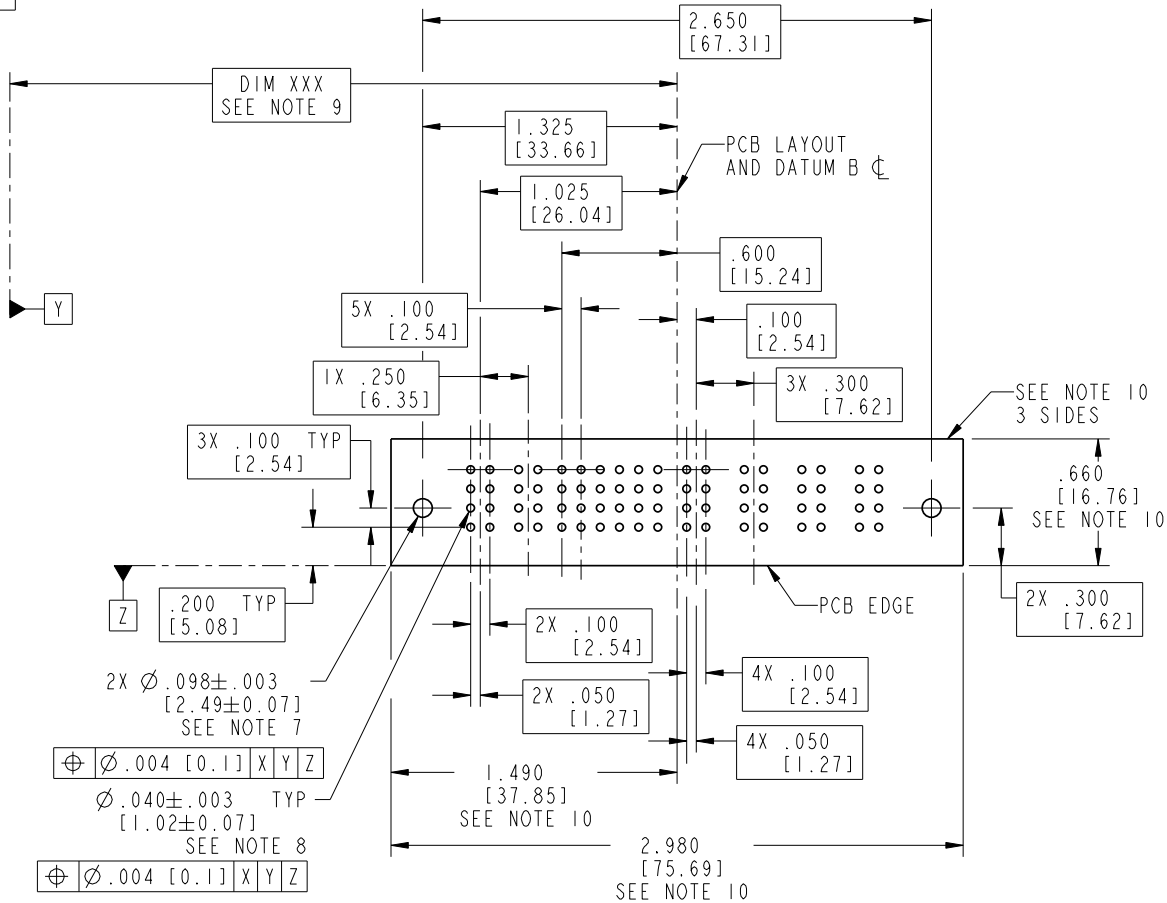 2.650
[67.31]
DIM XXX
SEE NOTE 9
1.325
[33.66]
PCB LAYOUT
AND DATUM B ℄
1.025
[26.04]
.600
[15.24]
Y
5X .100
[2.54]
.100
[2.54]
1X .250
[6.35]
3X .300
[7.62]
SEE NOTE 10
3 SIDES
3X .100 TYP
[2.54]
.660
[16.76]
SEE NOTE 10
Z
.200 TYP
[5.08]
PCB EDGE
2X .300
[7.62]
2X .100
[2.54]
2X Ø.098±.003
[2.49±0.07]
SEE NOTE 7
4X .100
[2.54]
2X .050
[1.27]
⌖ Ø.004 [0.1] X Y Z
4X .050
[1.27]
Ø.040±.003 TYP
[1.02±0.07]
SEE NOTE 8
1.490
[37.85]
SEE NOTE 10
⌖ Ø.004 [0.1] X Y Z
2.980
[75.69]
SEE NOTE 10